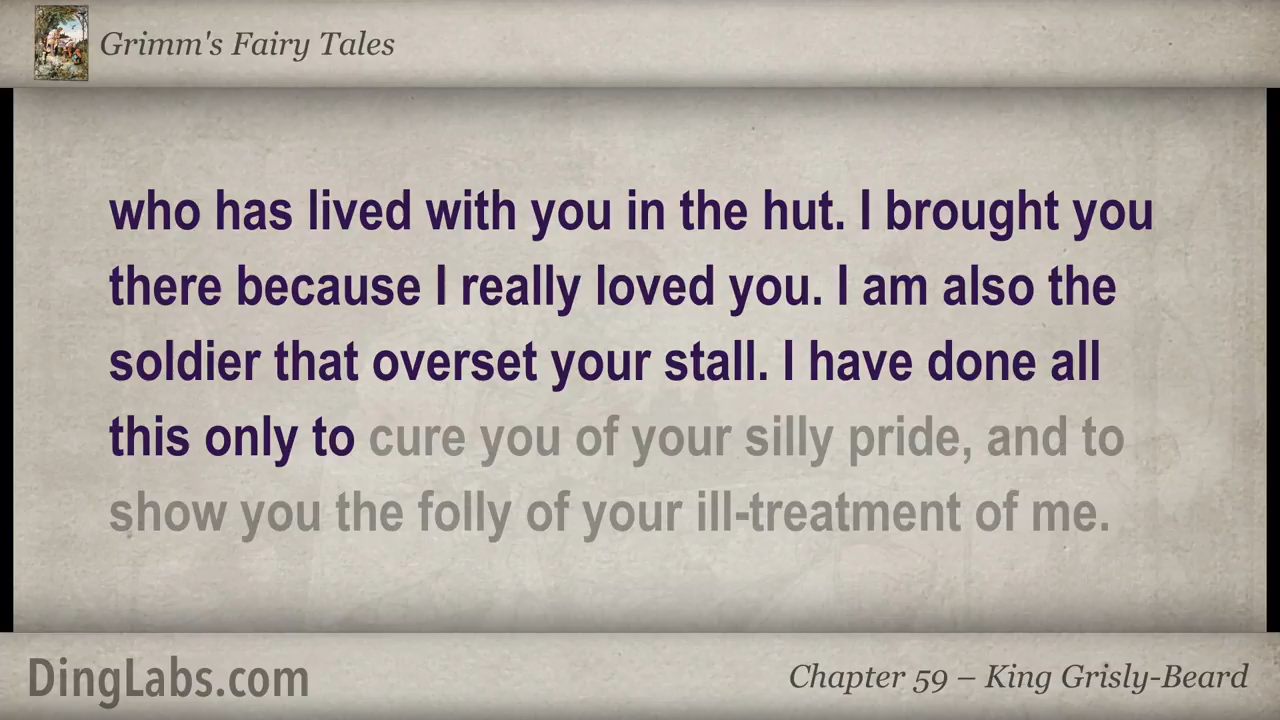 Grimm's Fairy Tales
who has lived with you in the hut. I brought you
there because I really loved you. I am also the
soldier that overset your stall. I have done all
this only to cure you of your silly pride, and to
show you the folly of your ill-treatment of me.
DingLabs.com
Chapter 59 – King Grisly-Beard